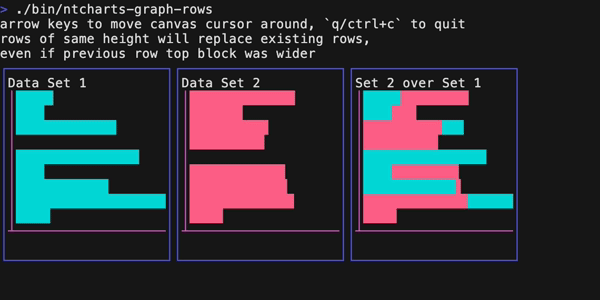 > ./bin/ntcharts-graph-rows
arrow keys to move canvas cursor around, `q/ctrl+c` to quit
rows of same height will replace existing rows,
even if previous row top block was wider
Data Set 1
Data Set 2
Set 2 over Set 1